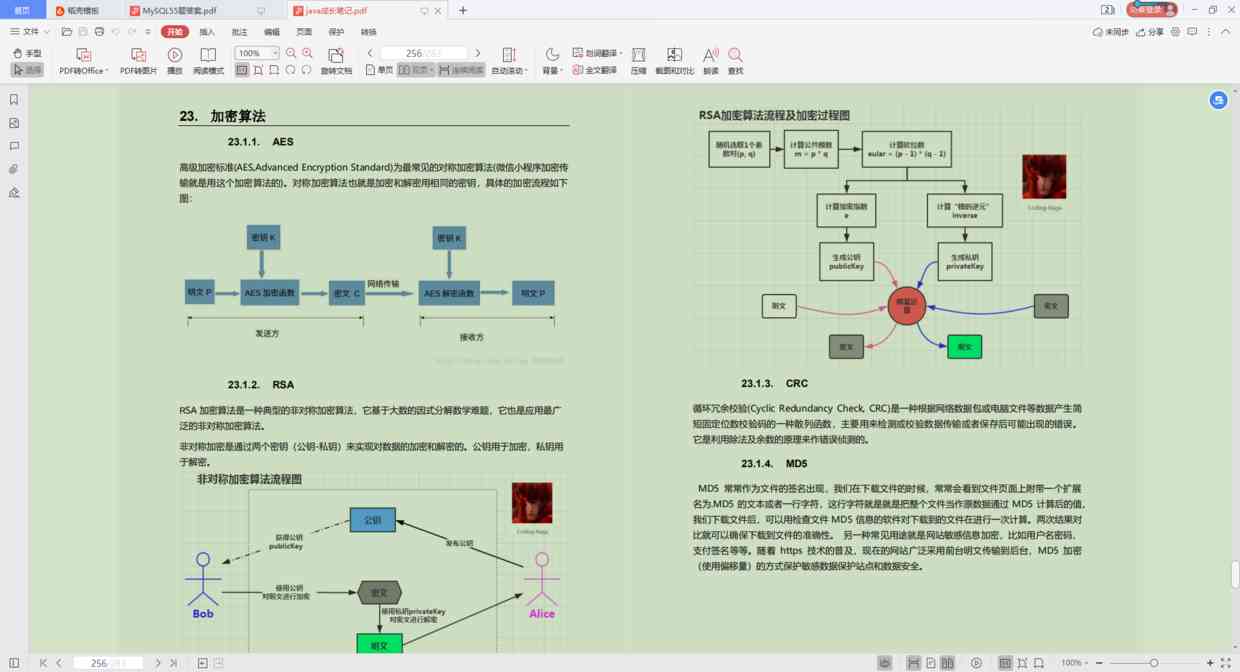 首页
稻壳模板
MySQL55题答案.pdf
java成长笔记.pdf
文件
开始
插入
批注
编辑
页面
保护
转换
未同步
分享
手型
选择
PDF转Office
PDF转图片
播放
阅读模式
100%
旋转文档
256
单页
双页
连续阅读
自动滚动
背景
划词翻译
全文翻译
压缩
截图和对比
朗读
查找
23. 加密算法
23.1.1. AES
高级加密标准(AES,Advanced Encryption Standard)为最常见的对称加密算法(微信小程序加密传
输就是用这个加密算法的)。对称加密算法也就是加密和解密用相同的密钥，具体的加密流程如下
图：
密钥 K
密钥 K
明文 P
AES 加密函数
密文 C
网络传输
AES 解密函数
明文 P
发送方
接收方
23.1.2. RSA
RSA 加密算法是一种典型的非对称加密算法，它基于大数的因式分解数学难题，它也是应用最广
泛的非对称加密算法。
非对称加密是通过两个密钥（公钥-私钥）来实现对数据的加密和解密的。公钥用于加密，私钥用
于解密。
非对称加密算法流程图
Coding-Naga
公钥
获得公钥
publicKey
发布公钥
使用公钥
对明文进行加密
密文
使用私钥privateKey
对密文进行解密
Bob
Alice
明文
RSA加密算法流程及加密过程图
随机选取1个素
数对(p, q)
计算公共模数
m = p * q
计算欧拉数
eular = (p - 1) * (q - 1)
Coding-Naga
计算加密指数
e
计算“模的逆元”
inverse
生成公钥
publicKey
生成私钥
privateKey
明文
幂模运
算
密文
密文
明文
23.1.3. CRC
循环冗余校验(Cyclic Redundancy Check, CRC)是一种根据网络数据包或电脑文件等数据产生简
短固定位数校验码的一种散列函数，主要用来检测或校验数据传输或者保存后可能出现的错误。
它是利用除法及余数的原理来作错误侦测的。
23.1.4. MD5
MD5 常常作为文件的签名出现，我们在下载文件的时候，常常会看到文件页面上附带一个扩展
名为.MD5 的文本或者一行字符，这行字符就是就是把整个文件当作原数据通过 MD5 计算后的值，
我们下载文件后，可以用检查文件 MD5 信息的软件对下载到的文件在进行一次计算。两次结果对
比就可以确保下载到文件的准确性。 另一种常见用途就是网站敏感信息加密，比如用户名密码，
支付签名等等。随着 https 技术的普及，现在的网站广泛采用前台明文传输到后台，MD5 加密
（使用偏移量）的方式保护敏感数据保护站点和数据安全。
256
100%